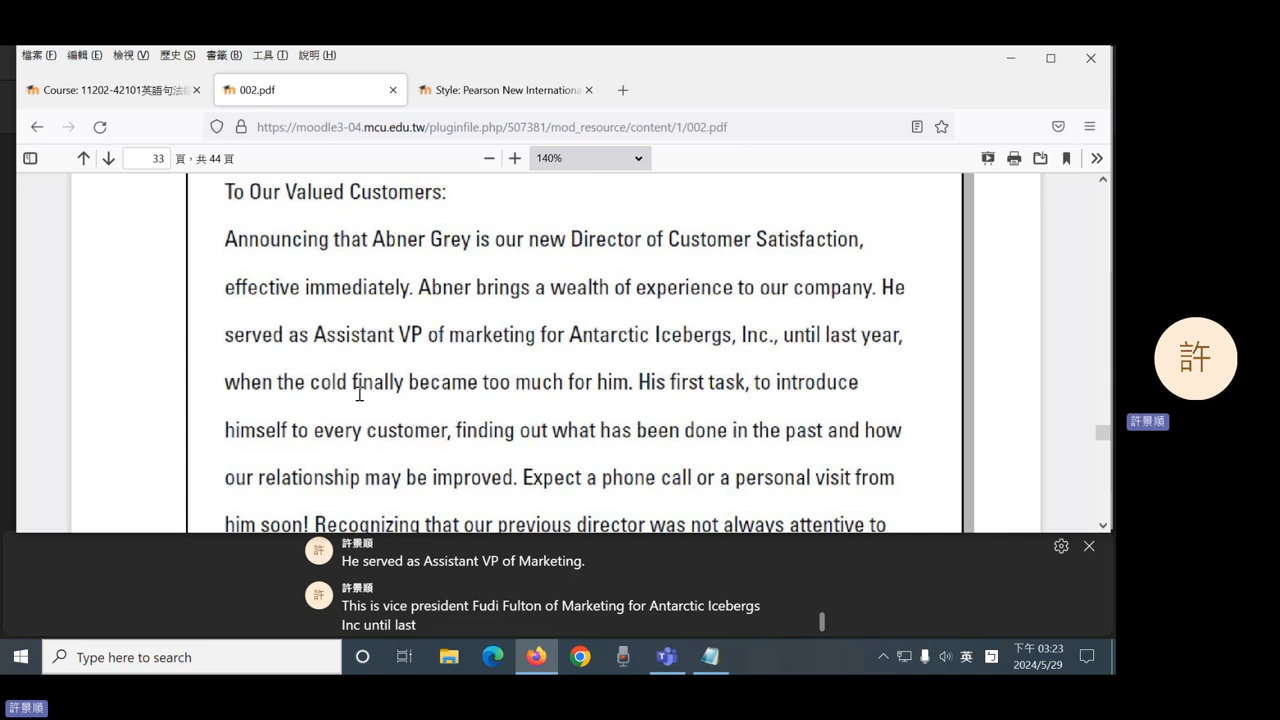 檔案 (F) 編輯 (E) 檢視 (V) 歷史 (S) 書籤 (B) 工具 (T) 說明 (H)
Course: 11202-42101英語句法 002.pdf Style: Pearson New Internationa
https://moodle3-04.mcu.edu.tw/pluginfile.php/507381/mod_resource/content/1/002.pdf
33 頁，共 44 頁 140%
To Our Valued Customers:
Announcing that Abner Grey is our new Director of Customer Satisfaction,
effective immediately. Abner brings a wealth of experience to our company. He
served as Assistant VP of marketing for Antarctic Icebergs, Inc., until last year,
when the cold finally became too much for him. His first task, to introduce
himself to every customer, finding out what has been done in the past and how
our relationship may be improved. Expect a phone call or a personal visit from
him soon! Recognizing that our previous director was not always attentive to
許
許景順
許景順
許 He served as Assistant VP of Marketing.
許景順
許 This is vice president Fudi Fulton of Marketing for Antarctic Icebergs
Inc until last
Type here to search
英
下午 03:23
2024/5/29
許景順